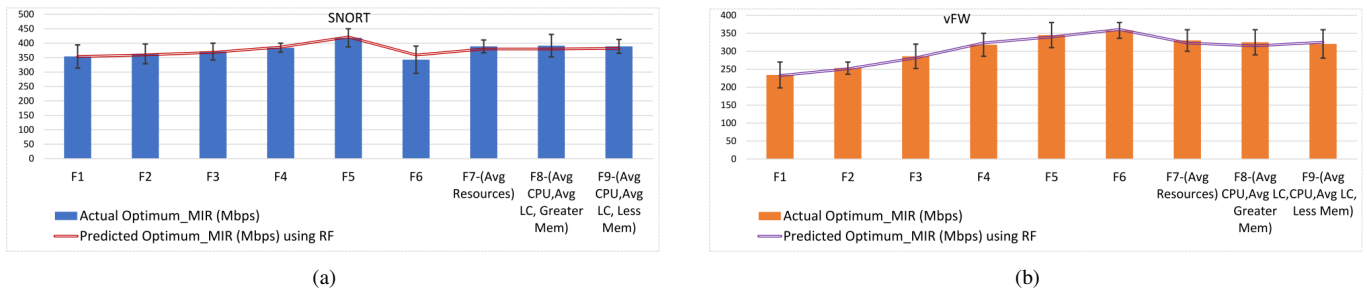 SNORT
500
450
400
350
300
250
200
150
100
50
0
F1
F2
F3
F4
F5
F6
F7-(Avg
Resources)
F8-(Avg
CPU,Avg
LC, Greater
Mem)
F9-(Avg
CPU,Avg
LC, Less
Mem)
Actual Optimum_MIR (Mbps)
Predicted Optimum_MIR (Mbps) using RF
(a)
vFW
400
350
300
250
200
150
100
50
0
F1
F2
F3
F4
F5
F6
F7-(Avg
Resources)
F8-(Avg
CPU,Avg LC,
Greater
Mem)
F9-(Avg
CPU,Avg LC,
Less Mem)
Actual Optimum_MIR (Mbps)
Predicted Optimum_MIR (Mbps) using RF
(b)